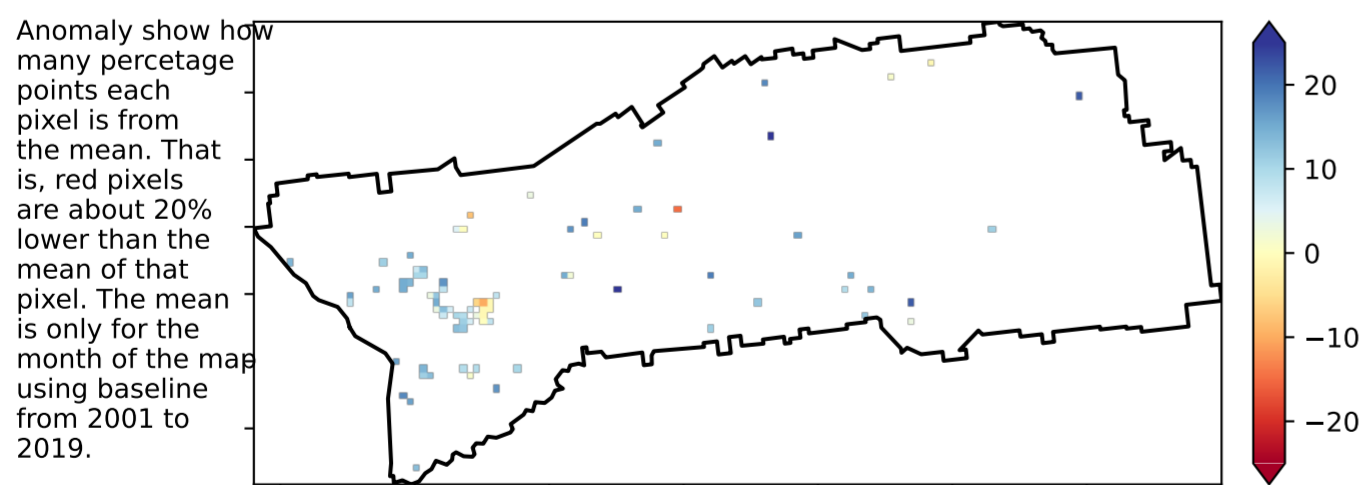 Anomaly show how
many percetage
points each
pixel is from
the mean. That
is, red pixels
are about 20%
lower than the
mean of that
pixel. The mean
is only for the
month of the map
using baseline
from 2001 to
2019.
20
10
0
−10
−20